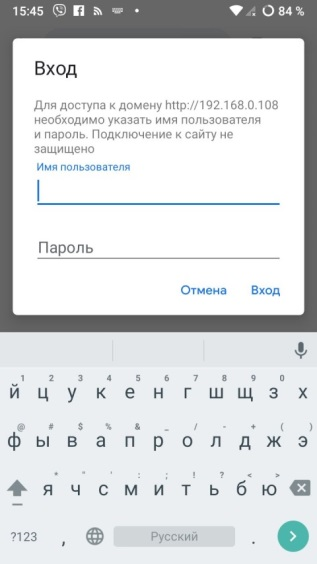 15:45 84 %
Вход
Для доступа к домену http://192.168.0.108
необходимо указать имя пользователя
и пароль. Подключение к сайту не
защищено
Имя пользователя
Пароль
Отмена Вход
1 2 3 4 5 6 7 8 9 0
й ц у к е н г ш щ з х
@ # $ % & _ / - + ( )
ф ы в а п р о л д ж э
* " ' : ; ! ? < >
я ч с м и т ь б ю
?123 , Русский .